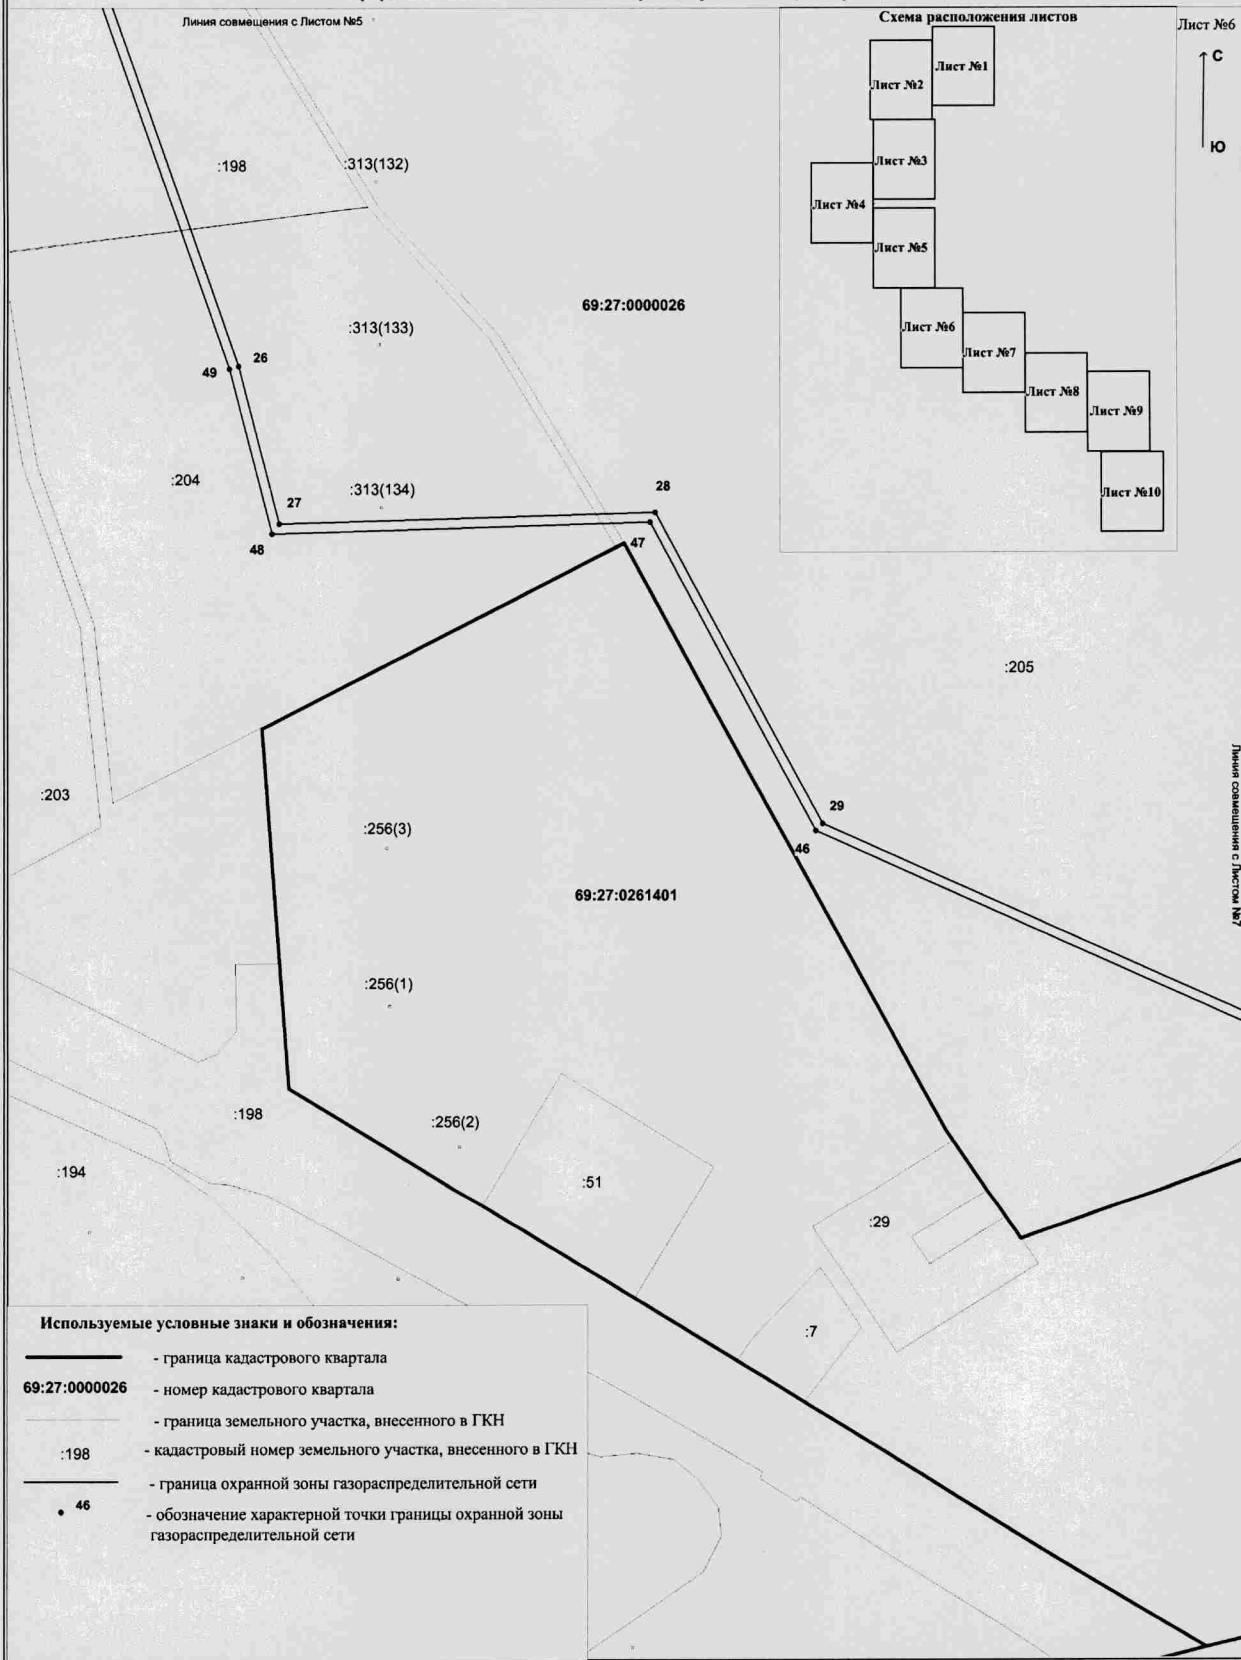 Линия совмещения с Листом №5
Схема расположения листов
Лист №6
С
Ю
Лист №1
Лист №2
Лист №3
Лист №4
Лист №5
Лист №6
Лист №7
Лист №8
Лист №9
Лист №10
:198
:313(132)
69:27:0000026
:313(133)
26
49
:204
:313(134)
27
28
48
47
:205
Линия совмещения с Листом №7
:203
:256(3)
29
46
69:27:0261401
:256(1)
:198
:256(2)
:194
:51
:29
:7
Используемые условные знаки и обозначения:
- граница кадастрового квартала
69:27:0000026 - номер кадастрового квартала
- граница земельного участка, внесенного в ГКН
:198 - кадастровый номер земельного участка, внесенного в ГКН
- граница охранной зоны газораспределительной сети
46 - обозначение характерной точки границы охранной зоны
газораспределительной сети